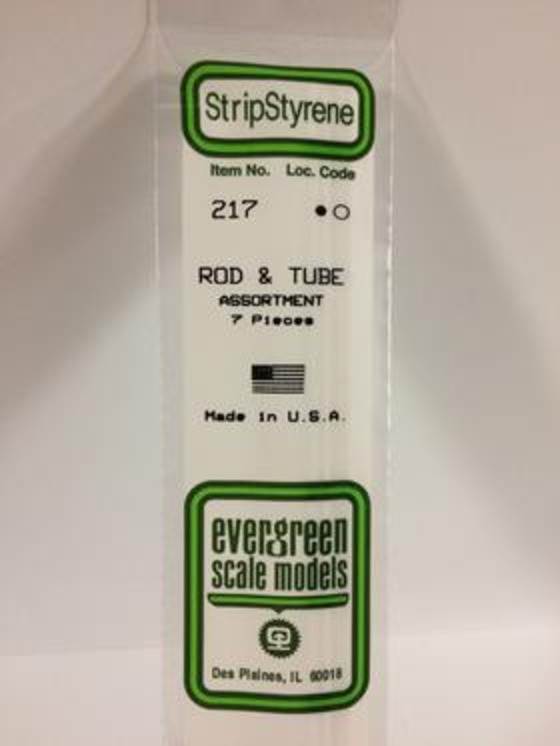 StripStyrene
Item No. Loc. Code
217 ●○
ROD & TUBE
ASSORTMENT
7 Pieces
Made in U.S.A.
evergreen
scale models
Des Plaines, IL 60018